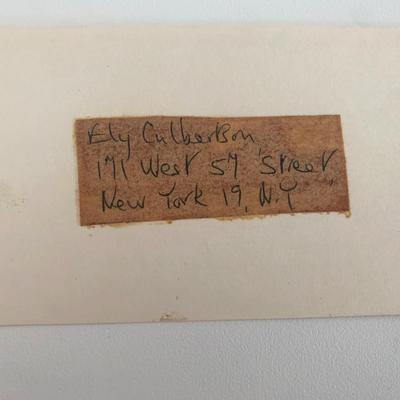 Ely Culbertson,
171 West 57 Street
New York 19, N.Y